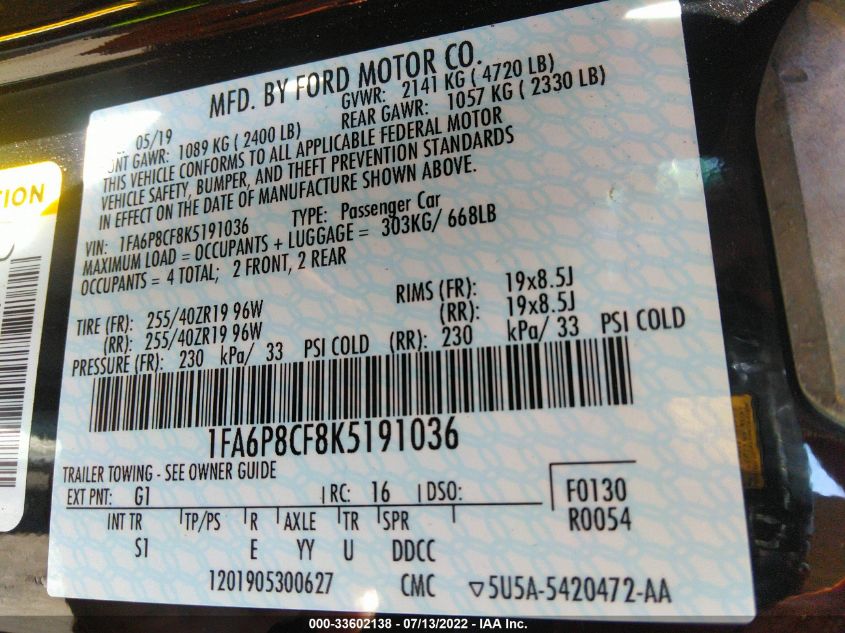 MFD. BY FORD MOTOR CO.
05/19
GVWR: 2141 KG ( 4720 LB)
NT GAWR: 1089 KG ( 2400 LB)
REAR GAWR: 1057 KG ( 2330 LB)
THIS VEHICLE CONFORMS TO ALL APPLICABLE FEDERAL MOTOR
VEHICLE SAFETY, BUMPER, AND THEFT PREVENTION STANDARDS
IN EFFECT ON THE DATE OF MANUFACTURE SHOWN ABOVE.
VIN: 1FA6P8CF8K5191036 TYPE: Passenger Car
MAXIMUM LOAD = OCCUPANTS + LUGGAGE = 303KG/ 668LB
OCCUPANTS = 4 TOTAL; 2 FRONT, 2 REAR
TIRE (FR): 255/40ZR19 96W RIMS (FR): 19x8.5J
(RR): 255/40ZR19 96W (RR): 19x8.5J
PRESSURE (FR): 230 kPa/ 33 PSI COLD (RR): 230 kPa/ 33 PSI COLD
1FA6P8CF8K5191036
TRAILER TOWING - SEE OWNER GUIDE
EXT PNT: G1 RC: 16 DSO: F0130
INT TR TP/PS R AXLE TR SPR R0054
S1 E YY U DDCC
1201905300627 CMC ▽5U5A-5420472-AA
TION
000-33602138 - 07/13/2022 - IAA Inc.